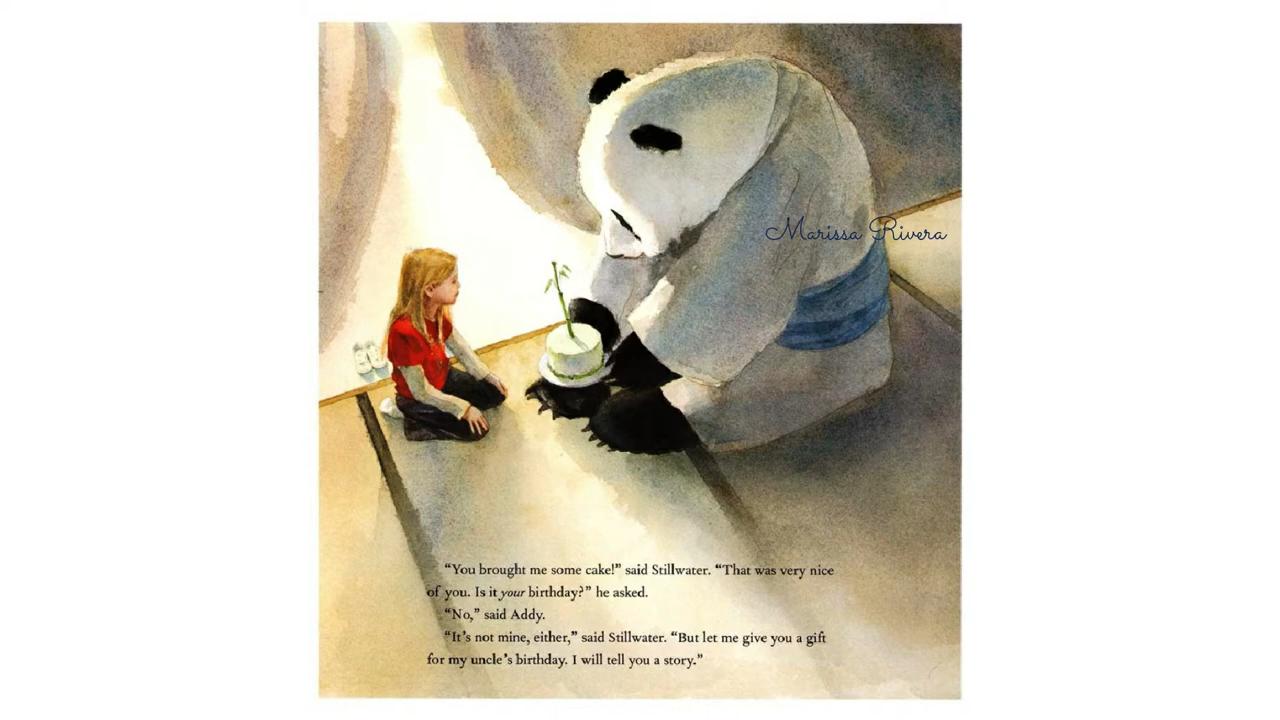 Marissa Rivera
“You brought me some cake!” said Stillwater. “That was very nice
of you. Is it your birthday?” he asked.
“No,” said Addy.
“It’s not mine, either,” said Stillwater. “But let me give you a gift
for my uncle’s birthday. I will tell you a story.”